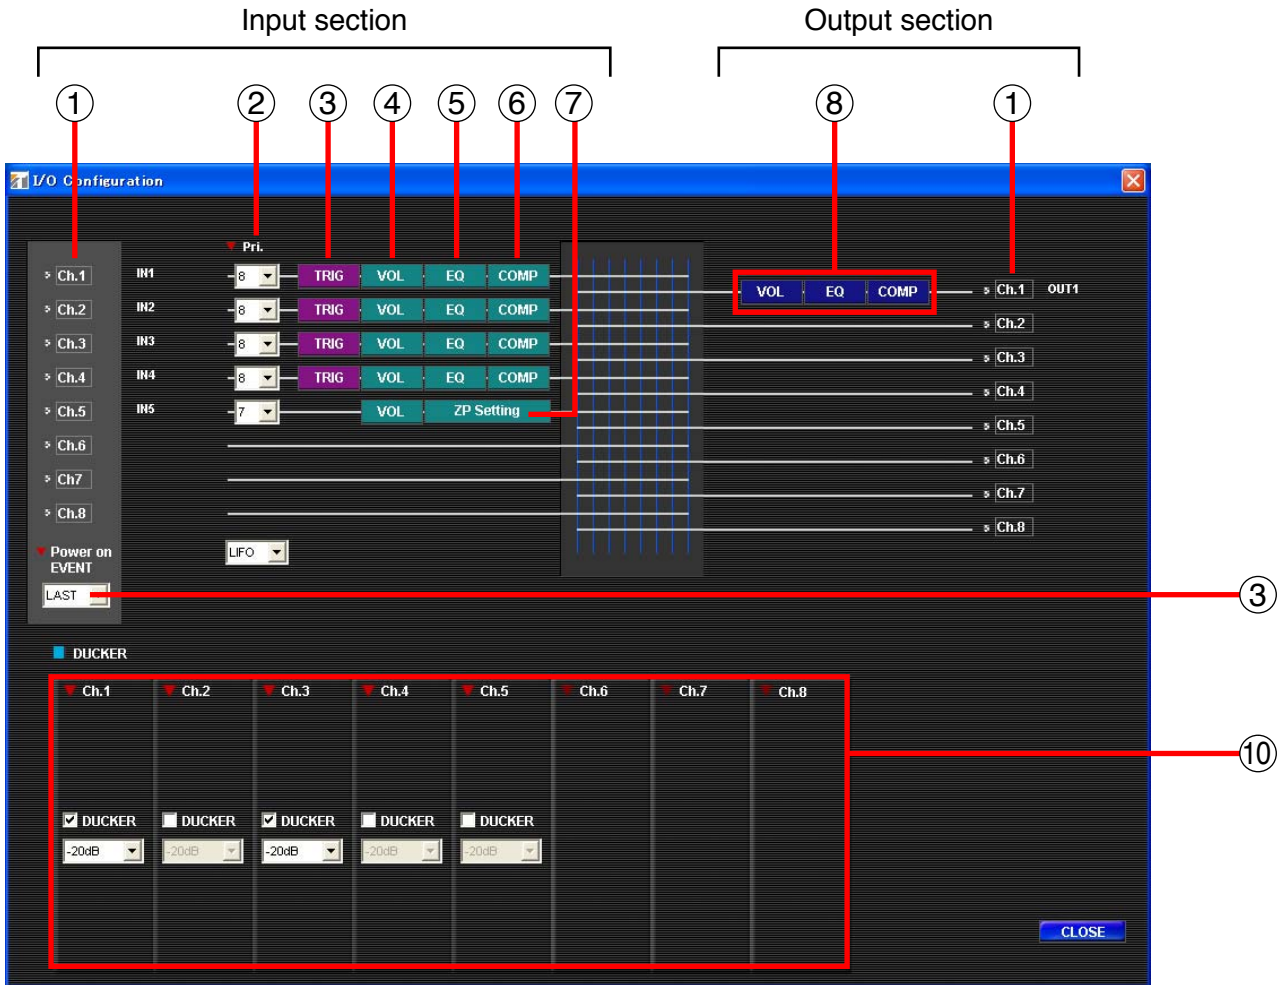 Input section
Output section
① ② ③ ④ ⑤ ⑥ ⑦ ⑧ ①
I/O Configuration
Pri.
Ch.1 IN1 8 TRIG VOL EQ COMP
VOL EQ COMP Ch.1 OUT1
Ch.2 IN2 8 TRIG VOL EQ COMP
Ch.2
Ch.3 IN3 8 TRIG VOL EQ COMP
Ch.3
Ch.4 IN4 8 TRIG VOL EQ COMP
Ch.4
Ch.5 IN5 7 VOL ZP Setting
Ch.5
Ch.6
Ch.6
Ch7
Ch.7
Ch.8
Ch.8
Power on
EVENT
LIFO
LAST
③
DUCKER
Ch.1 Ch.2 Ch.3 Ch.4 Ch.5 Ch.6 Ch.7 Ch.8
⑩
DUCKER DUCKER DUCKER DUCKER DUCKER
-20dB -20dB -20dB -20dB -20dB
CLOSE